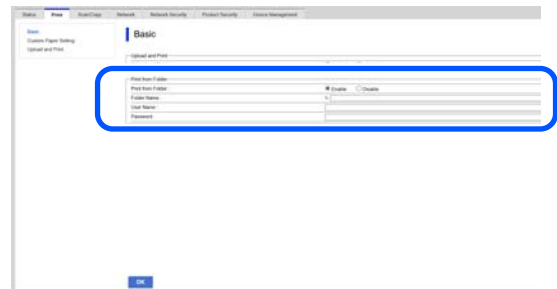 Status Print Scan/Copy Network Network Security Product Security Device Management
Basic
Custom Paper Setting
Upload and Print
Basic
Upload and Print
Print from Folder
Print from Folder : Enable Disable
Folder Name : \\
User Name :
Password :
OK